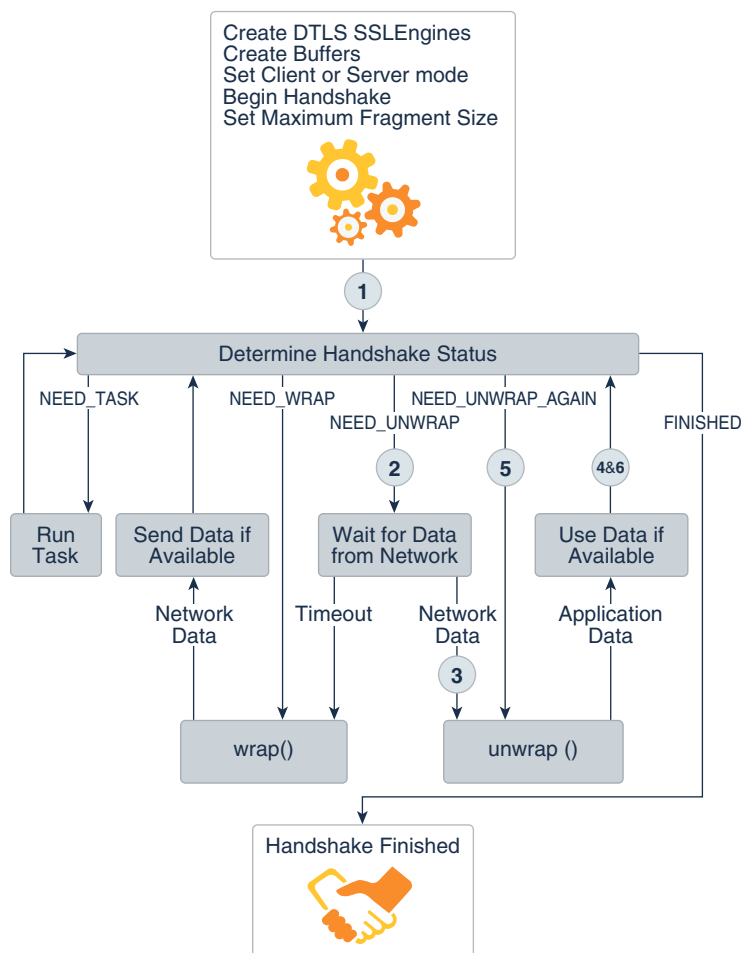 Create DTLS SSLEngines
Create Buffers
Set Client or Server mode
Begin Handshake
Set Maximum Fragment Size
1
Determine Handshake Status
NEED_TASK
NEED_WRAP
NEED_UNWRAP
NEED_UNWRAP_AGAIN
FINISHED
2
5
4&6
Run
Task
Send Data if
Available
Wait for Data
from Network
Use Data if
Available
Network
Data
Timeout
Network
Data
Application
Data
3
wrap()
unwrap ()
Handshake Finished